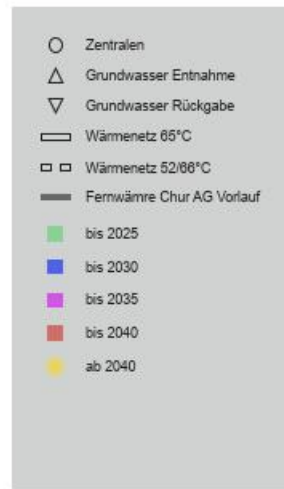 Zentralen
Grundwasser Entnahme
Grundwasser Rückgabe
Wärmenetz 65°C
Wärmenetz 52/66°C
Fernwämre Chur AG Vorlauf
bis 2025
bis 2030
bis 2035
bis 2040
ab 2040